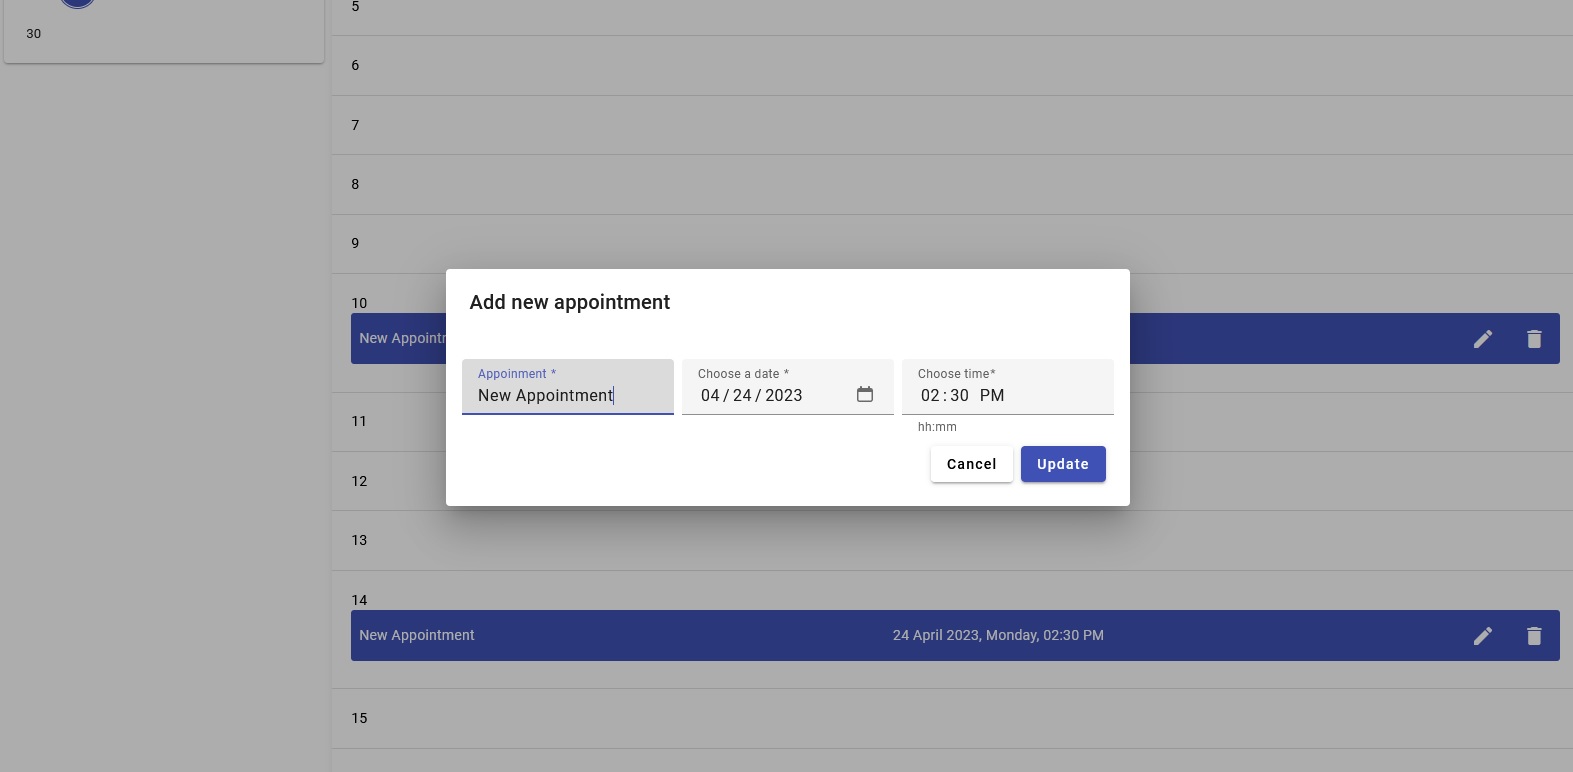 5
30
6
7
8
9
10
New Appointm
Add new appointment
Appoinment *
New Appointment
Choose a date *
04 / 24 / 2023
Choose time*
02 : 30 PM
hh:mm
Cancel
Update
11
12
13
14
New Appointment 24 April 2023, Monday, 02:30 PM
15